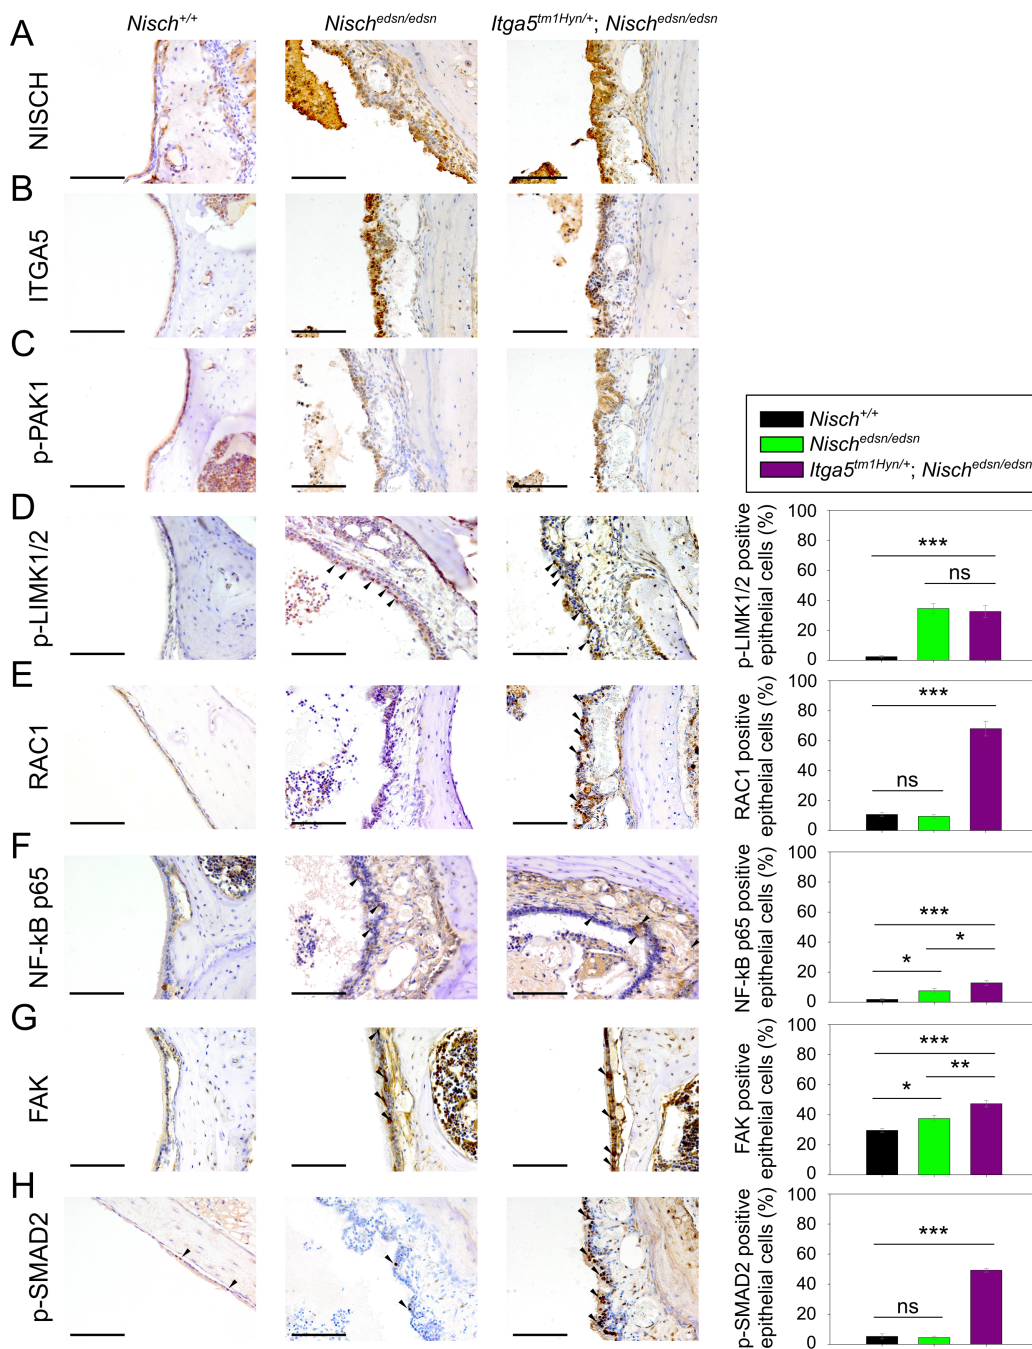 Nisch+/+
Nischedsn/edsn
Itga5tm1Hyn/+; Nischedsn/edsn
A
NISCH
B
ITGA5
C
p-PAK1
Nisch+/+
Nischedsn/edsn
Itga5tm1Hyn/+; Nischedsn/edsn
D
p-LIMK1/2
p-LIMK1/2 positive
epithelial cells (%)
100
80
60
40
20
0
***
ns
E
RAC1
RAC1 positive
epithelial cells (%)
100
80
60
40
20
0
***
ns
F
NF-kB p65
NF-kB p65 positive
epithelial cells (%)
100
80
60
40
20
0
***
*
*
G
FAK
FAK positive
epithelial cells (%)
100
80
60
40
20
0
***
**
*
H
p-SMAD2
p-SMAD2 positive
epithelial cells (%)
100
80
60
40
20
0
***
ns